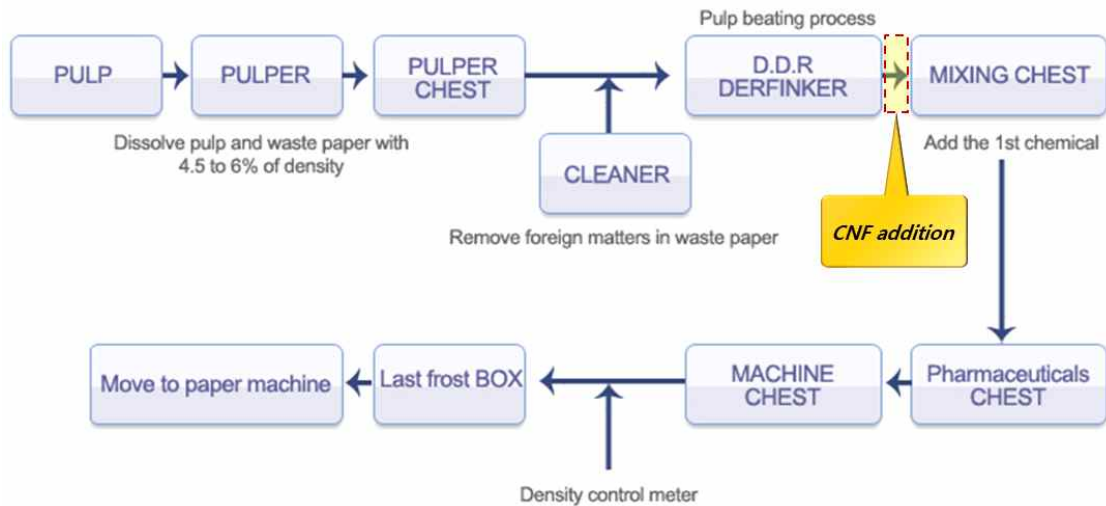 Pulp beating process
PULP
PULPER
PULPER
CHEST
D.D.R
DERFINKER
MIXING CHEST
Dissolve pulp and waste paper with
4.5 to 6% of density
CLEANER
Add the 1st chemical
Remove foreign matters in waste paper
CNF addition
Move to paper machine
Last frost BOX
MACHINE
CHEST
Pharmaceuticals
CHEST
Density control meter